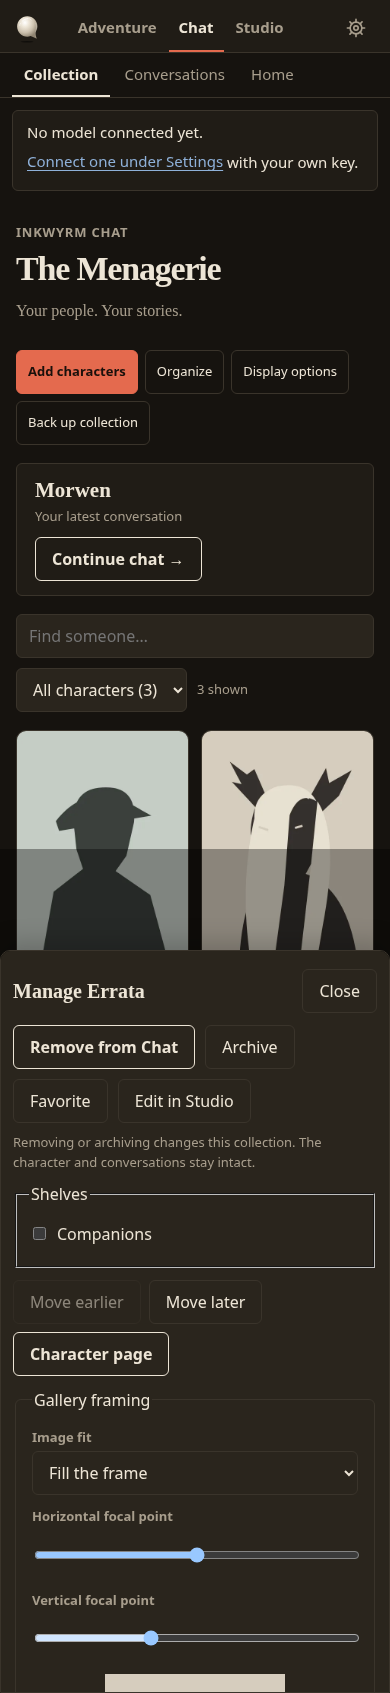 Adventure Chat Studio
Collection Conversations Home
No model connected yet.
Connect one under Settings with your own key.
INKWYRM CHAT
The Menagerie
Your people. Your stories.
Add characters Organize Display options
Back up collection
Morwen
Your latest conversation
Continue chat →
Find someone...
All characters (3) 3 shown
Manage Errata Close
Remove from Chat Archive
Favorite Edit in Studio
Removing or archiving changes this collection. The
character and conversations stay intact.
Shelves
Companions
Move earlier Move later
Character page
Gallery framing
Image fit
Fill the frame
Horizontal focal point
Vertical focal point